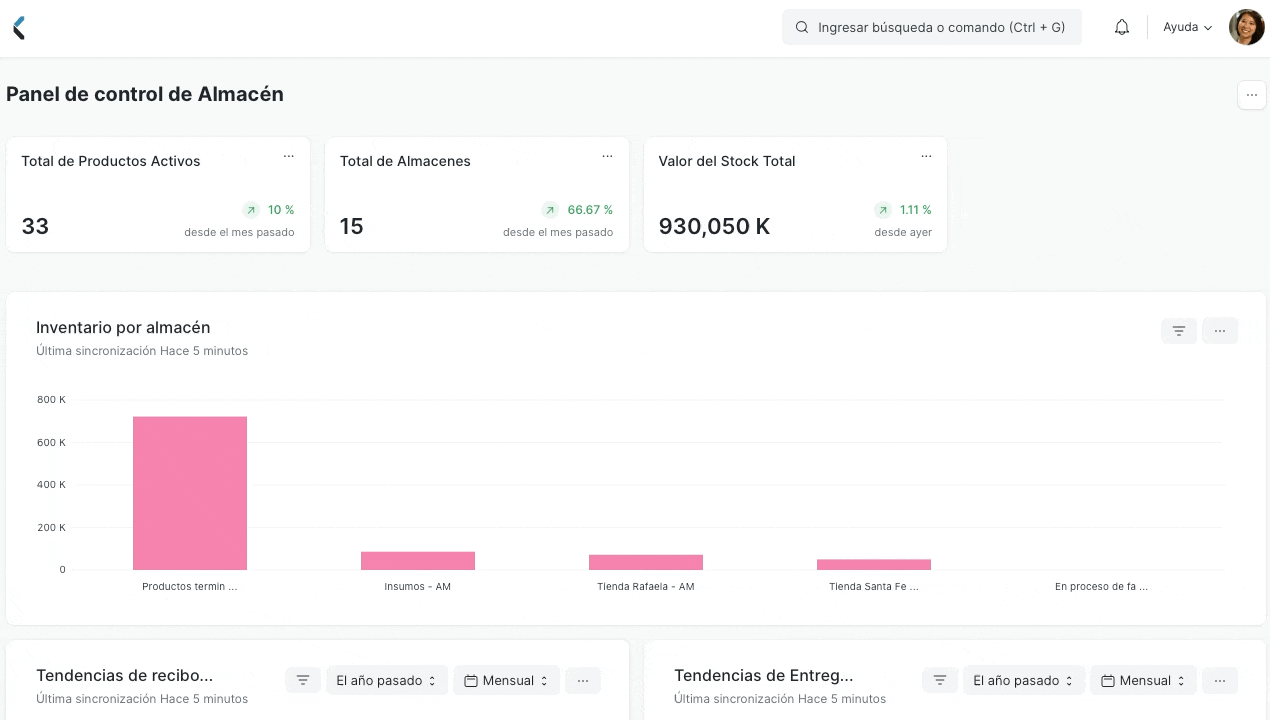 Ingresar búsqueda o comando (Ctrl + G)
Ayuda
Panel de control de Almacén
...
Total de Productos Activos
...
33
10 %
desde el mes pasado
Total de Almacenes
...
15
66.67 %
desde el mes pasado
Valor del Stock Total
...
930,050 K
1.11 %
desde ayer
Inventario por almacén
...
Última sincronización Hace 5 minutos
800 K
600 K
400 K
200 K
0
Productos termin ...
Insumos - AM
Tienda Rafaela - AM
Tienda Santa Fe ...
En proceso de fa ...
Tendencias de recibo...
El año pasado
Mensual
...
Última sincronización Hace 5 minutos
Tendencias de Entreg...
El año pasado
Mensual
...
Última sincronización Hace 5 minutos